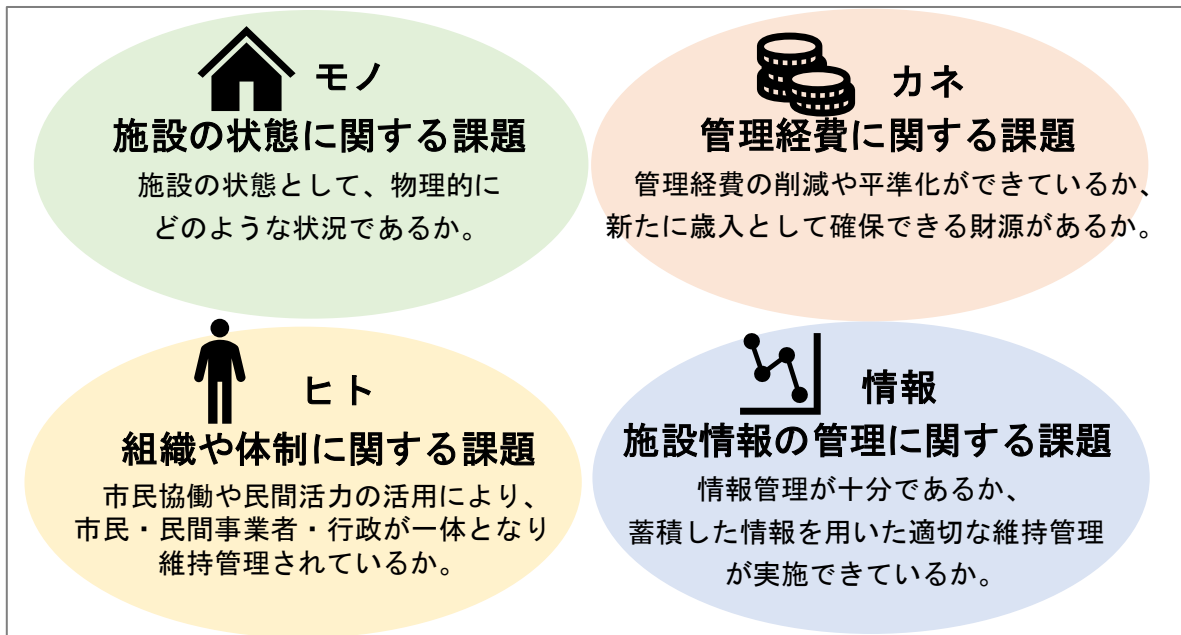 モノ
施設の状態に関する課題
施設の状態として、物理的に
どのような状況であるか。
カネ
管理経費に関する課題
管理経費の削減や平準化ができているか、
新たに歳入として確保できる財源があるか。
ヒト
組織や体制に関する課題
市民協働や民間活力の活用により、
市民・民間事業者・行政が一体となり
維持管理されているか。
情報
施設情報の管理に関する課題
情報管理が十分であるか、
蓄積した情報を用いた適切な維持管理
が実施できているか。